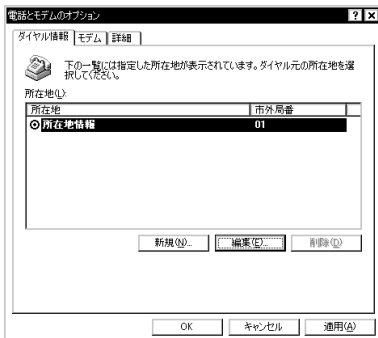 電話とモデムのオプション
ダイヤル情報 モデム 詳細
下の一覧には指定した所在地が表示されています。ダイヤル元の所在地を選
択してください。
所在地(L):
所在地 市外局番
所在地情報 01
新規(N)... 編集(E)... 削除(D)
OK キャンセル 適用(A)